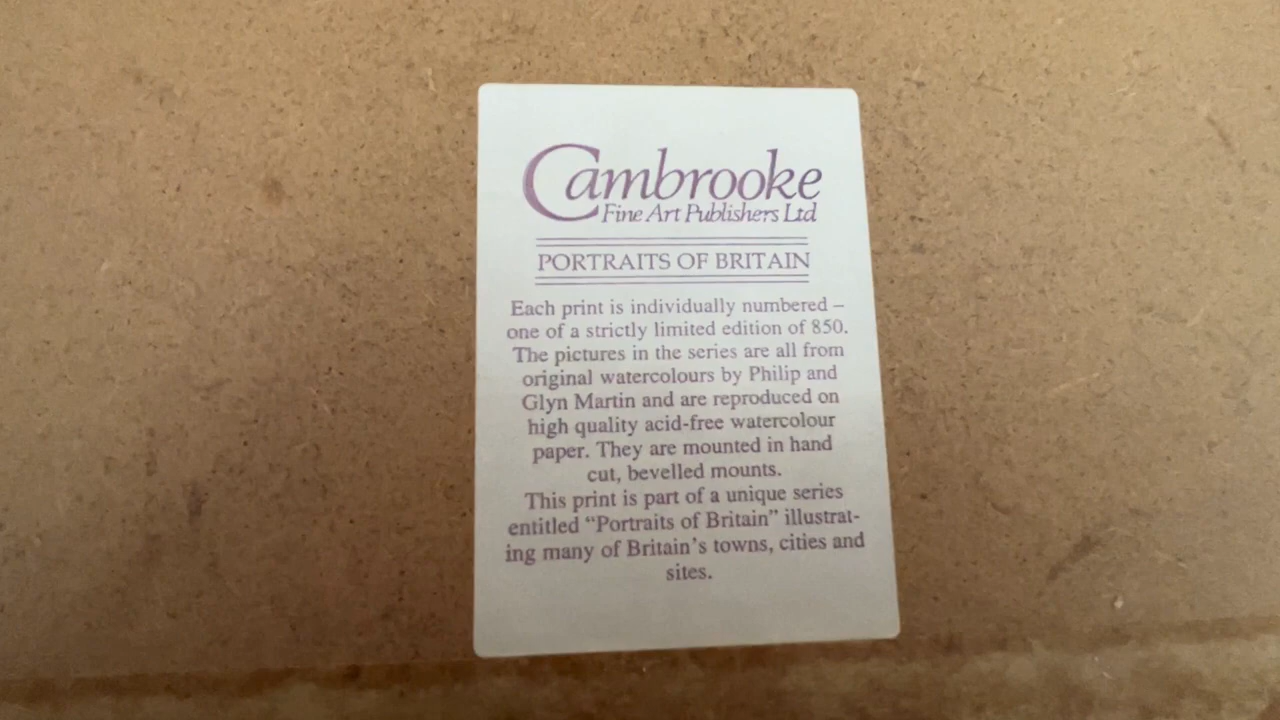 Cambrooke
Fine Art Publishers Ltd
PORTRAITS OF BRITAIN
Each print is individually numbered –
one of a strictly limited edition of 850.
The pictures in the series are all from
original watercolours by Philip and
Glyn Martin and are reproduced on
high quality acid-free watercolour
paper. They are mounted in hand
cut, bevelled mounts.
This print is part of a unique series
entitled “Portraits of Britain” illustrat-
ing many of Britain’s towns, cities and
sites.